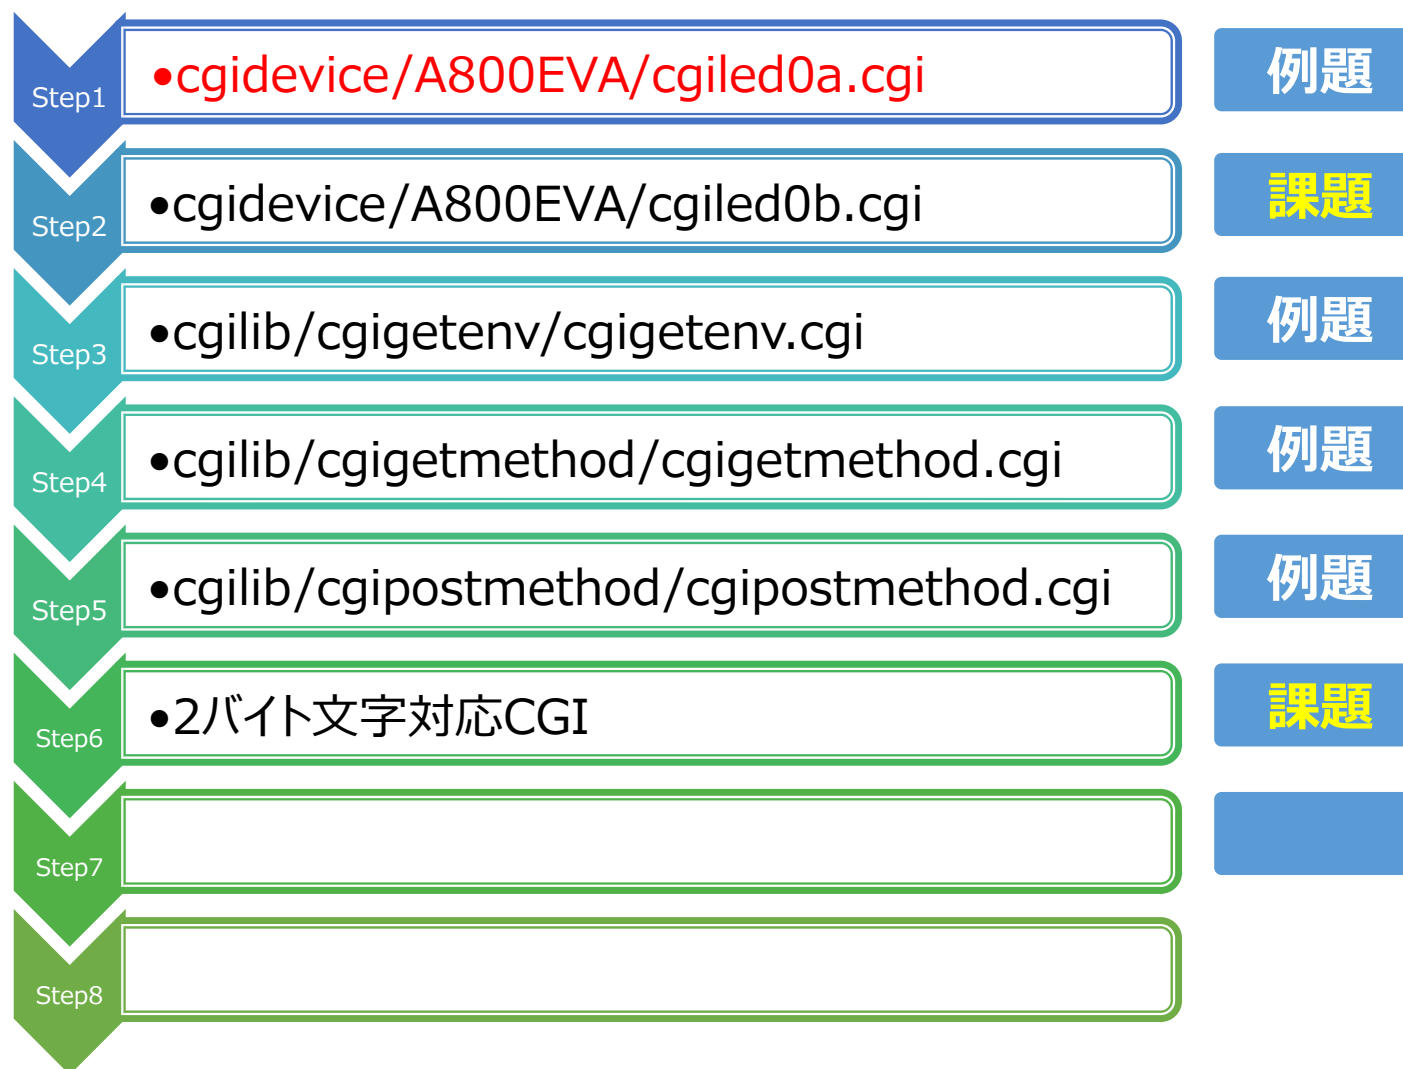 Step1
•cgidevice/A800EVA/cgiled0a.cgi
例題
Step2
•cgidevice/A800EVA/cgiled0b.cgi
課題
Step3
•cgilib/cgigetenv/cgigetenv.cgi
例題
Step4
•cgilib/cgigetmethod/cgigetmethod.cgi
例題
Step5
•cgilib/cgipostmethod/cgipostmethod.cgi
例題
Step6
•2バイト文字対応CGI
課題
Step7
Step8